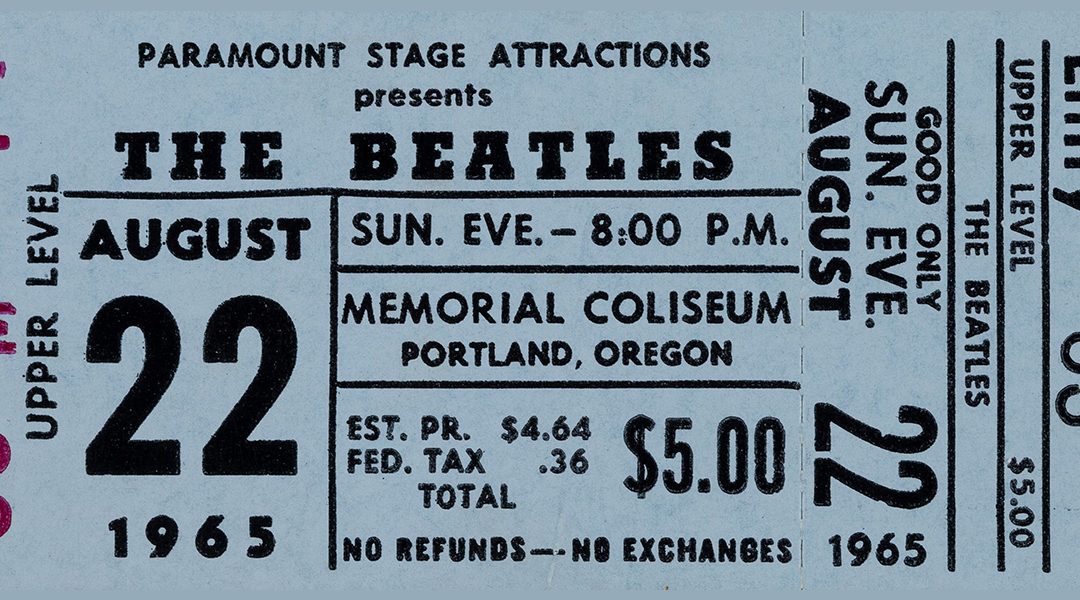 PARAMOUNT STAGE ATTRACTIONS
presents
THE BEATLES
UPPER LEVEL
AUGUST
22
1965
SUN. EVE. – 8:00 P.M.
MEMORIAL COLISEUM
PORTLAND, OREGON
EST. PR. $4.64
FED. TAX .36
TOTAL
$5.00
NO REFUNDS — NO EXCHANGES
GOOD ONLY
SUN. EVE.
AUGUST
22
1965
THE BEATLES
UPPER LEVEL $5.00